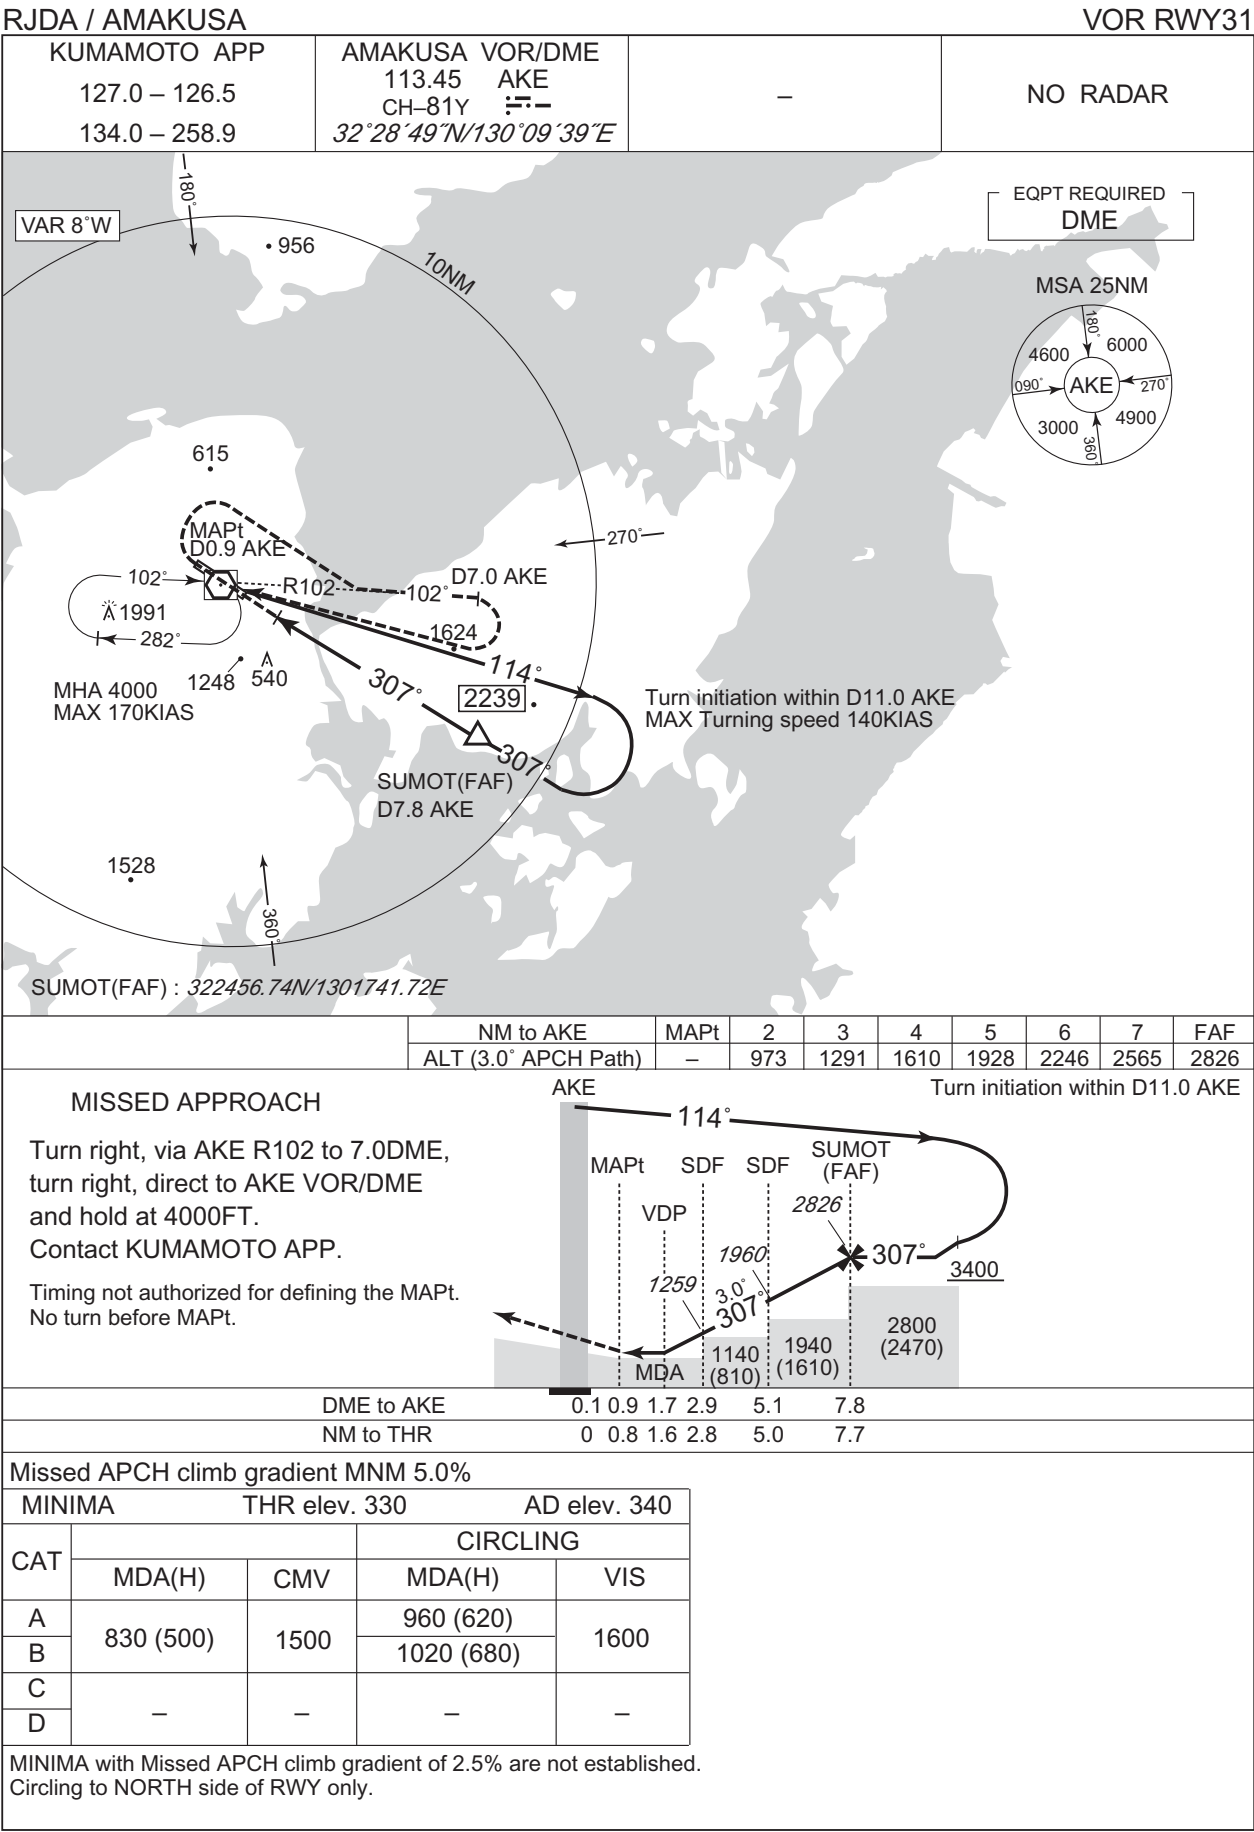 RJDA / AMAKUSA
VOR RWY31
KUMAMOTO APP
127.0 – 126.5
134.0 – 258.9
AMAKUSA VOR/DME
113.45 AKE
CH–81Y
32°28´49˝N/130°09´39˝E
–
NO RADAR
180°
VAR 8°W
956
10NM
EQPT REQUIRED
DME
MSA 25NM
180°
4600
6000
090°
AKE
270°
3000
4900
360°
615
MAPt
D0.9 AKE
270°
102°
R102
102°
D7.0 AKE
1991
282°
1624
114°
1248
540
307°
2239
MHA 4000
MAX 170KIAS
Turn initiation within D11.0 AKE
MAX Turning speed 140KIAS
307°
SUMOT(FAF)
D7.8 AKE
1528
360°
SUMOT(FAF) : 322456.74N/1301741.72E
NM to AKE MAPt 2 3 4 5 6 7 FAF
ALT (3.0° APCH Path) – 973 1291 1610 1928 2246 2565 2826
MISSED APPROACH
Turn right, via AKE R102 to 7.0DME,
turn right, direct to AKE VOR/DME
and hold at 4000FT.
Contact KUMAMOTO APP.
Timing not authorized for defining the MAPt.
No turn before MAPt.
AKE
Turn initiation within D11.0 AKE
114°
MAPt
SDF
SDF
SUMOT
(FAF)
VDP
2826
1960
307°
1259
3.0°
307°
3400
2800
(2470)
1940
(1610)
1140
(810)
MDA
DME to AKE 0.1 0.9 1.7 2.9 5.1 7.8
NM to THR 0 0.8 1.6 2.8 5.0 7.7
Missed APCH climb gradient MNM 5.0%
MINIMA THR elev. 330 AD elev. 340
CAT
CIRCLING
MDA(H) CMV MDA(H) VIS
A
B
830 (500)
1500
960 (620)
1020 (680)
1600
C
D
– – – –
MINIMA with Missed APCH climb gradient of 2.5% are not established.
Circling to NORTH side of RWY only.